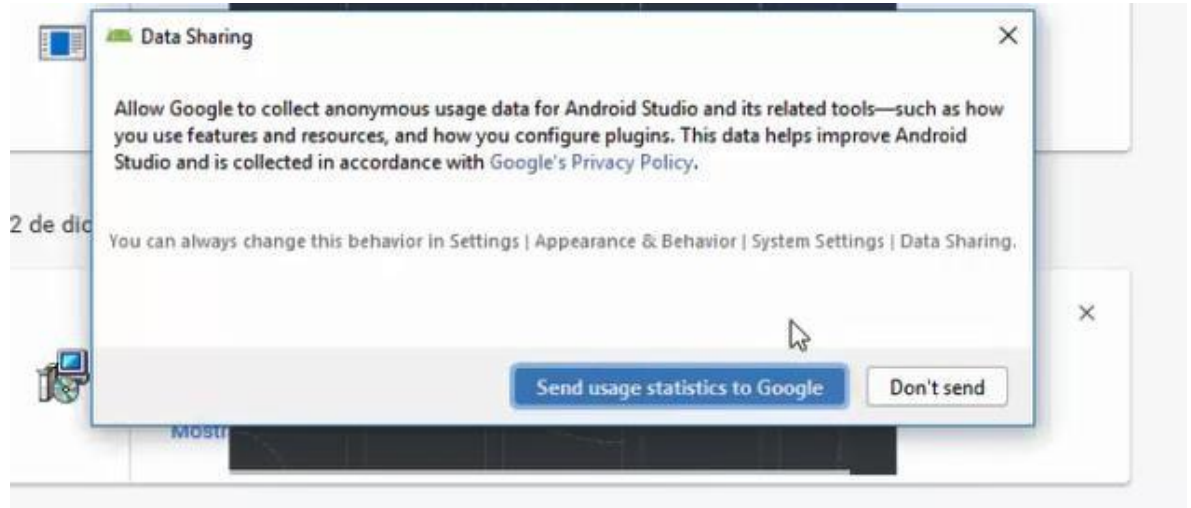 Data Sharing
Allow Google to collect anonymous usage data for Android Studio and its related tools—such as how
you use features and resources, and how you configure plugins. This data helps improve Android
Studio and is collected in accordance with Google's Privacy Policy.
2 de dic
You can always change this behavior in Settings | Appearance & Behavior | System Settings | Data Sharing.
Send usage statistics to Google
Don't send
Mostr